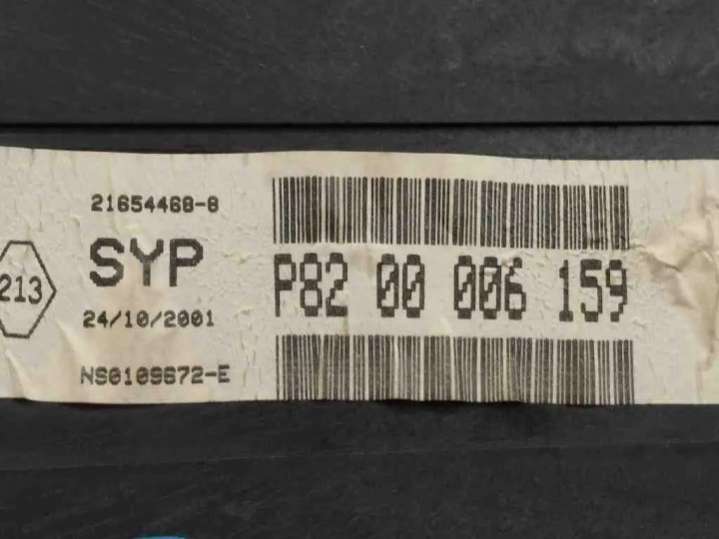 21654468-8
SYP
213
24/10/2001
NS0109672-E
P82 00 006 159